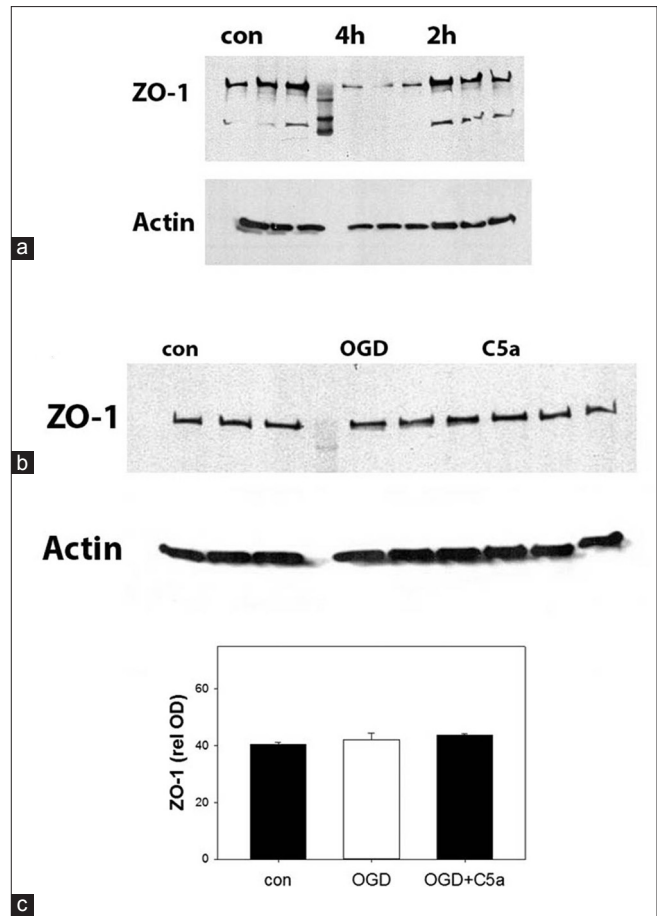 con 4h 2h
ZO-1
Actin
a
con OGD C5a
ZO-1
b
Actin
ZO-1 (rel OD)
60
40
20
0
con OGD OGD+C5a
c